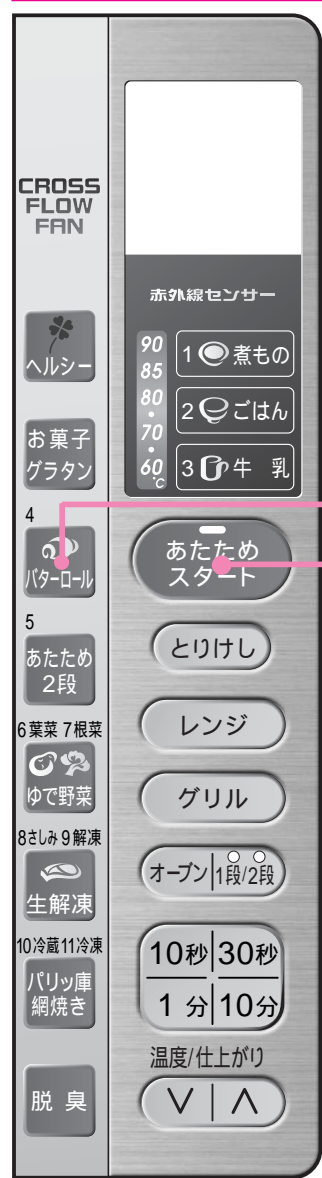 CROSS
FLOW
FAN
赤外線センサー
90
85
80
・
70
・
60
℃
1 煮もの
2 ごはん
3 牛 乳
ヘルシー
お菓子
グラタン
4
バターロール
5
あたため
2段
6葉菜 7根菜
ゆで野菜
8さしみ 9解凍
生解凍
10冷蔵 11冷凍
パリッ庫
網焼き
脱 臭
あたため
スタート
とりけし
レンジ
グリル
オーブン 1段/2段
10秒 30秒
1 分 10分
温度/仕上がり
∨ ∧